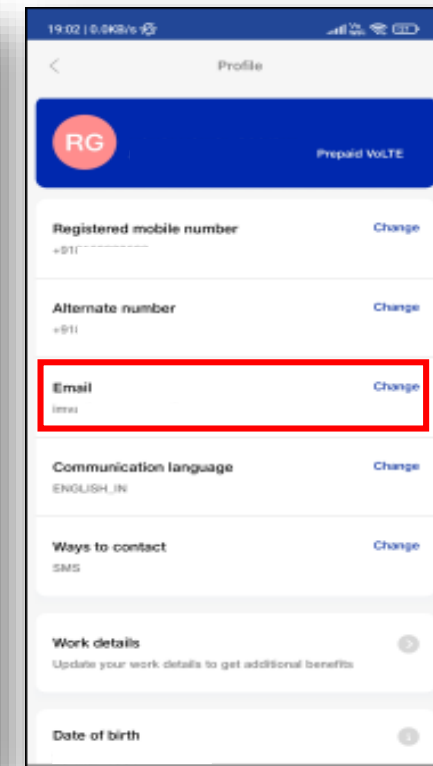 19:02 | 0.0KB/s
Profile
RG
Prepaid VoLTE
Registered mobile number
Change
+91
Alternate number
Change
+91
Email
Change
Communication language
Change
ENGLISH_IN
Ways to contact
Change
SMS
Work details
Update your work details to get additional benefits
Date of birth